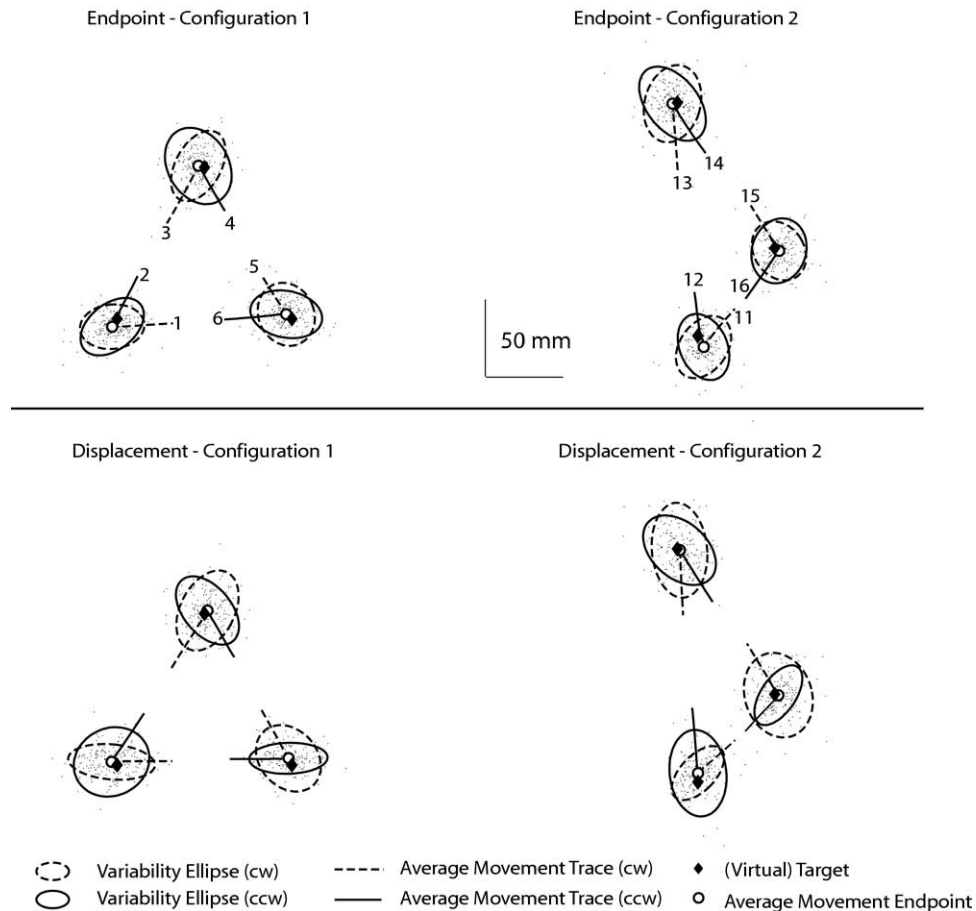 Endpoint - Configuration 1
Endpoint - Configuration 2
14
13
3
4
15
2
5
12
16
1
6
11
50 mm
Displacement - Configuration 1
Displacement - Configuration 2
Variability Ellipse (cw)
Average Movement Trace (cw)
(Virtual) Target
Variability Ellipse (ccw)
Average Movement Trace (ccw)
Average Movement Endpoint